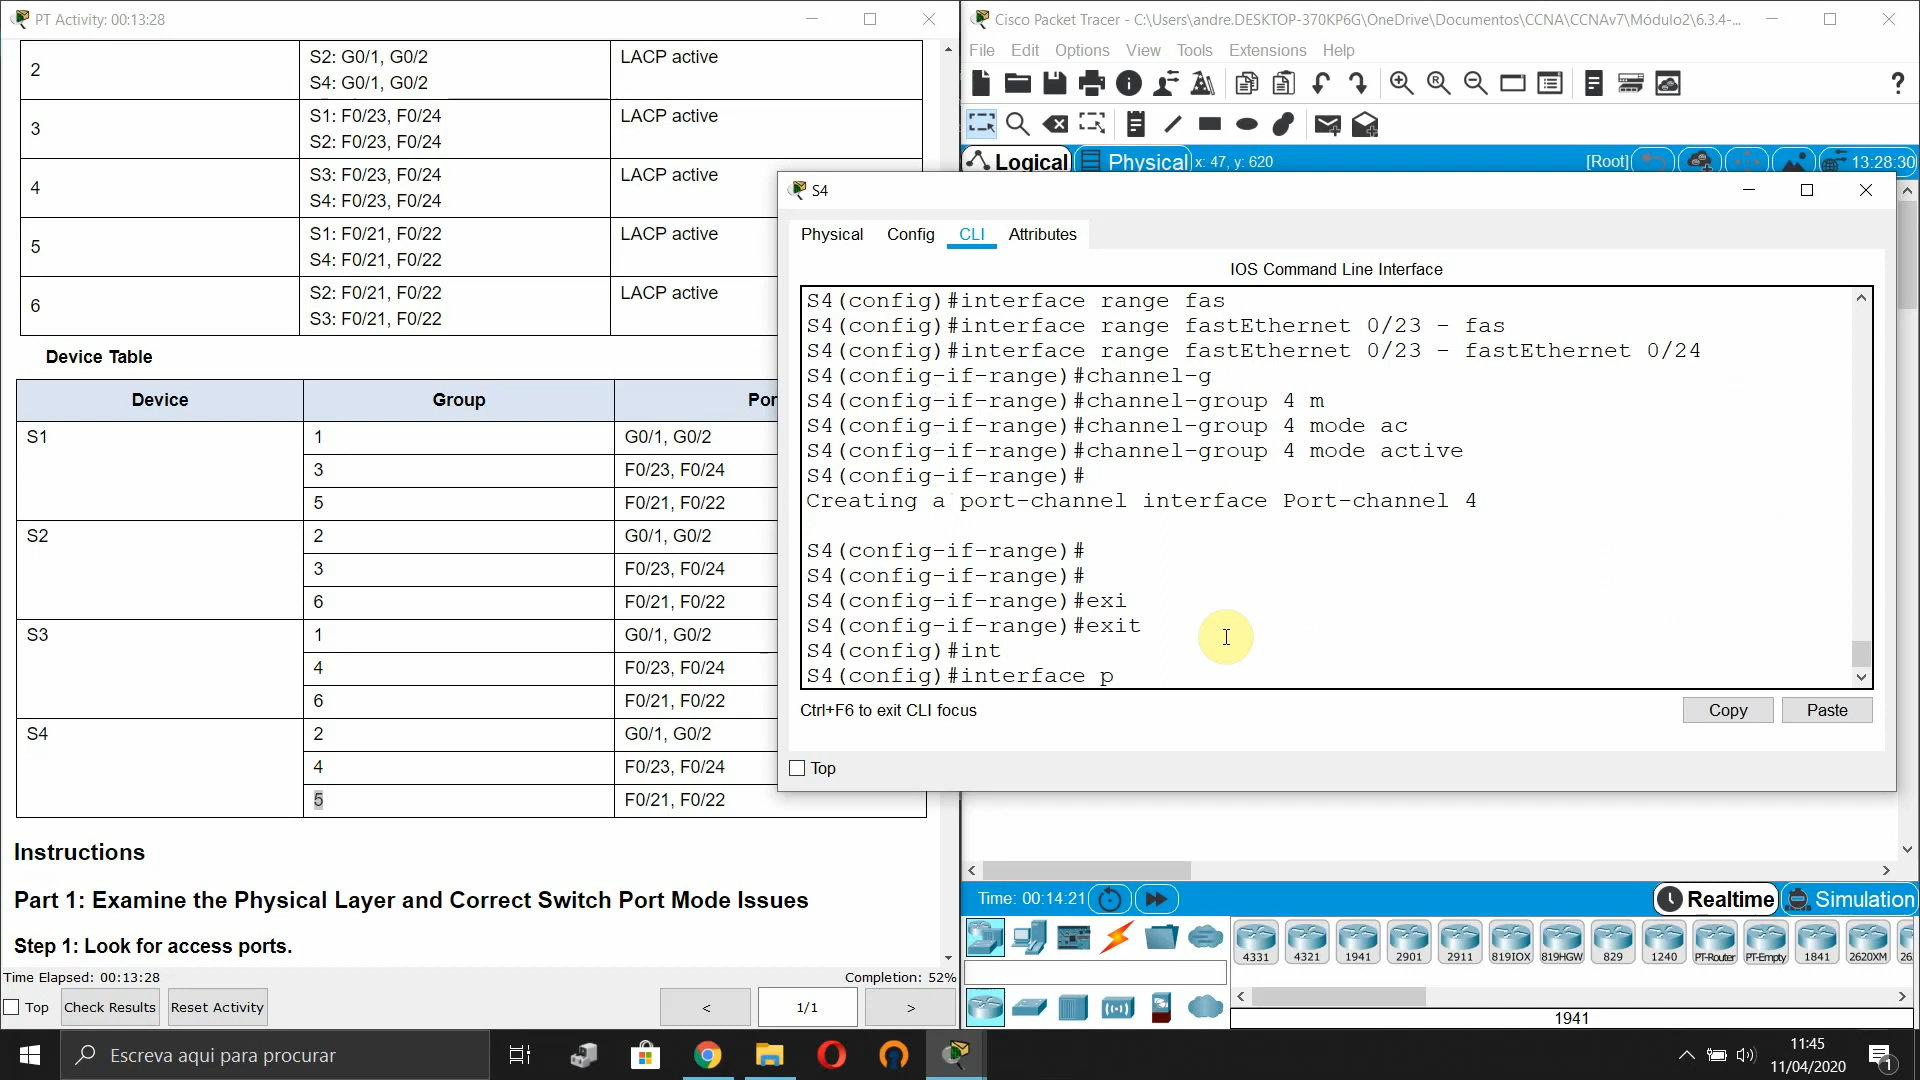 PT Activity: 00:13:28
2
S2: G0/1, G0/2
S4: G0/1, G0/2
LACP active
3
S1: F0/23, F0/24
S2: F0/23, F0/24
LACP active
4
S3: F0/23, F0/24
S4: F0/23, F0/24
LACP active
5
S1: F0/21, F0/22
S4: F0/21, F0/22
LACP active
6
S2: F0/21, F0/22
S3: F0/21, F0/22
LACP active
Device Table
Device Group Por
S1 1 G0/1, G0/2
3 F0/23, F0/24
5 F0/21, F0/22
S2 2 G0/1, G0/2
3 F0/23, F0/24
6 F0/21, F0/22
S3 1 G0/1, G0/2
4 F0/23, F0/24
6 F0/21, F0/22
S4 2 G0/1, G0/2
4 F0/23, F0/24
5 F0/21, F0/22
Instructions
Part 1: Examine the Physical Layer and Correct Switch Port Mode Issues
Step 1: Look for access ports.
Time Elapsed: 00:13:28 Completion: 52%
Top Check Results Reset Activity < 1/1 >
Cisco Packet Tracer - C:\Users\andre.DESKTOP-370KP6G\OneDrive\Documentos\CCNA\CCNAv7\Módulo2\6.3.4-...
File Edit Options View Tools Extensions Help
?
Logical Physical x: 47, y: 620 [Root] 13:28:30
S4
Physical Config CLI Attributes
IOS Command Line Interface
S4(config)#interface range fas
S4(config)#interface range fastEthernet 0/23 - fas
S4(config)#interface range fastEthernet 0/23 - fastEthernet 0/24
S4(config-if-range)#channel-g
S4(config-if-range)#channel-group 4 m
S4(config-if-range)#channel-group 4 mode ac
S4(config-if-range)#channel-group 4 mode active
S4(config-if-range)#
Creating a port-channel interface Port-channel 4
S4(config-if-range)#
S4(config-if-range)#
S4(config-if-range)#exi
S4(config-if-range)#exit
S4(config)#int
S4(config)#interface p
Ctrl+F6 to exit CLI focus Copy Paste
Top
Time: 00:14:21 Realtime Simulation
4331 4321 1941 2901 2911 819IOX 819HGW 829 1240 PT-Router PT-Empty 1841 2620XM 26
1941
Escreva aqui para procurar
11:45
11/04/2020
1